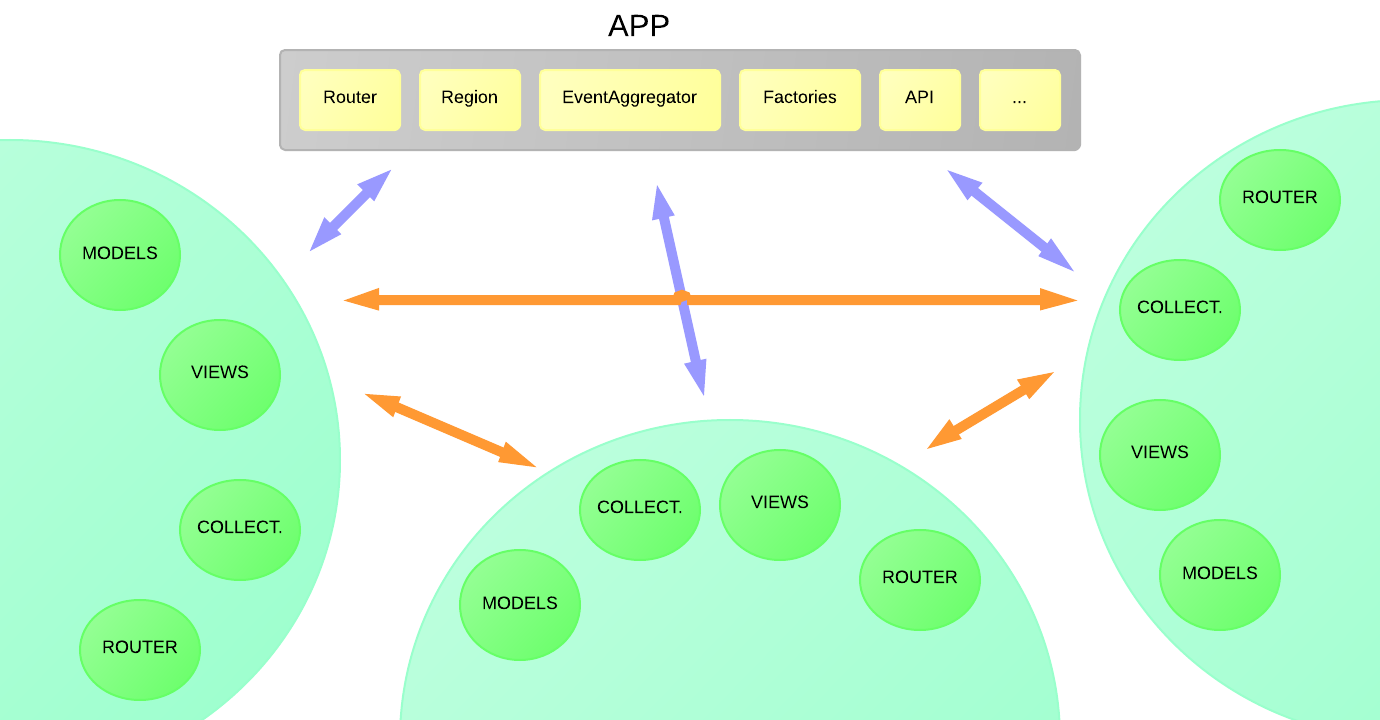 APP
Router
Region
EventAggregator
Factories
API
...
MODELS
VIEWS
COLLECT.
ROUTER
MODELS
COLLECT.
VIEWS
ROUTER
ROUTER
COLLECT.
VIEWS
MODELS